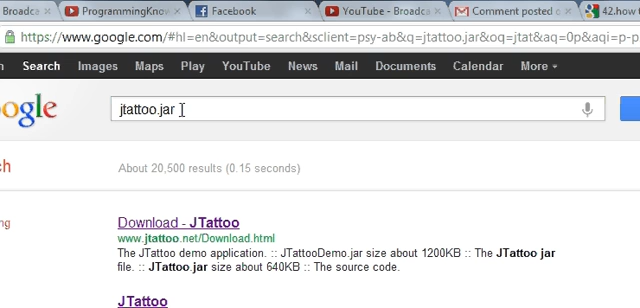 Broadca ProgrammingKnow Facebook YouTube - Broadca Comment posted o 42.how t
https://www.google.com/#hl=en&output=search&sclient=psy-ab&q=jtattoo.jar&oq=jtat&aq=0p&aqi=p-p
Search Images Maps Play YouTube News Mail Documents Calendar More
ogle jtattoo.jar
ch About 20,500 results (0.15 seconds)
ng Download - JTattoo
www.jtattoo.net/Download.html
The JTattoo demo application. :: JTattooDemo.jar size about 1200KB :: The JTattoo jar
file. :: JTattoo.jar size about 640KB :: The source code.
JTattoo